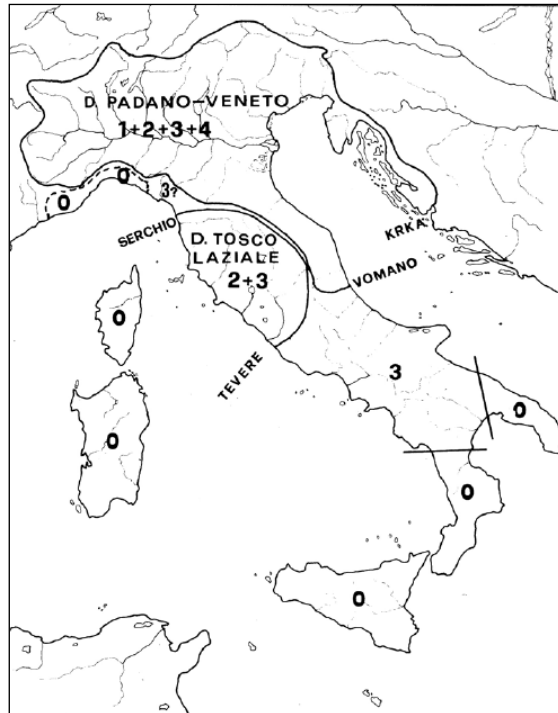 D. PADANO-VENETO
1+2+3+4
0
0
3?
SERCHIO
D. TOSCO
LAZIALE
2+3
KRKA
VOMANO
TEVERE
0
3
0
0
0
0